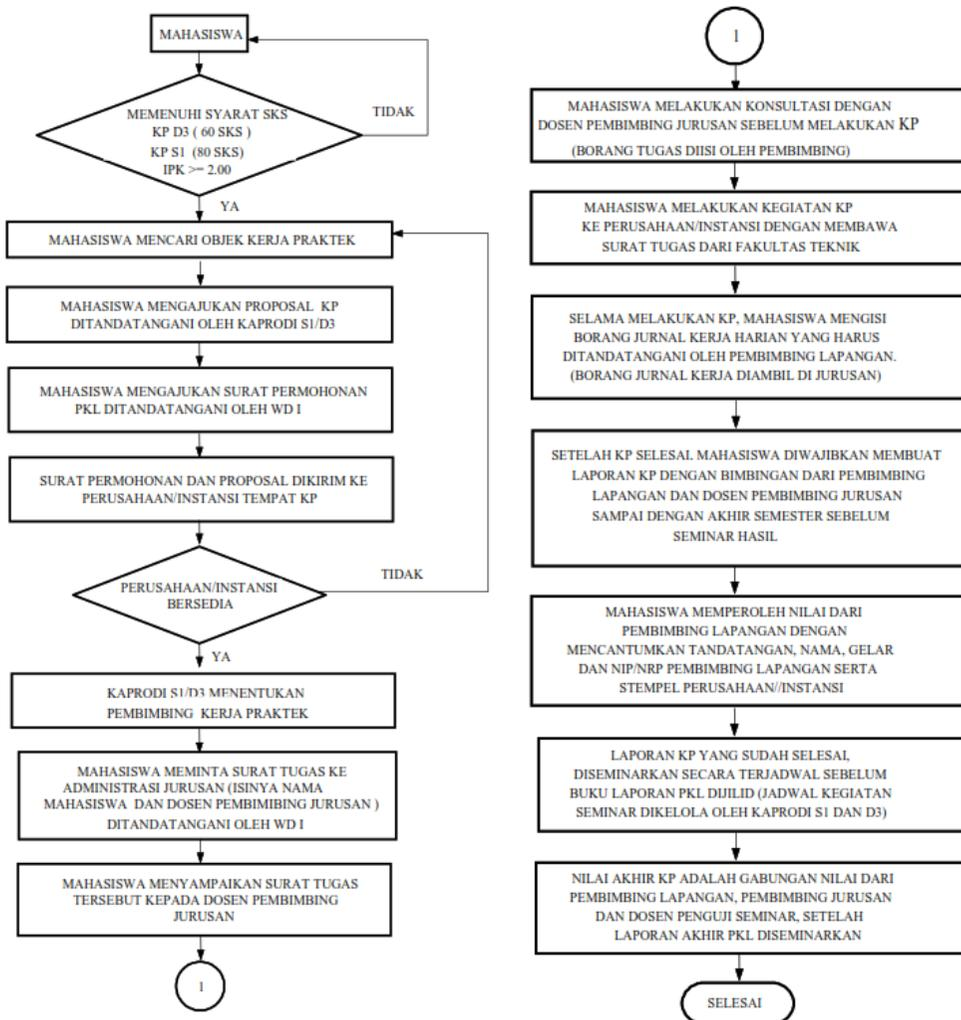 MAHASISWA
MEMENUHI SYARAT SKS
KP D3 ( 60 SKS )
KP S1 (80 SKS)
IPK >= 2.00
TIDAK
YA
MAHASISWA MENCARI OBJEK KERJA PRAKTEK
MAHASISWA MENGAJUKAN PROPOSAL KP
DITANDATANGANI OLEH KAPRODI S1/D3
MAHASISWA MENGAJUKAN SURAT PERMOHONAN
PKL DITANDATANGANI OLEH WD I
SURAT PERMOHONAN DAN PROPOSAL DIKIRIM KE
PERUSAHAAN/INSTANSI TEMPAT KP
PERUSAHAAN/INSTANSI
BERSEDIA
TIDAK
YA
KAPRODI S1/D3 MENENTUKAN
PEMBIMBING KERJA PRAKTEK
MAHASISWA MEMINTA SURAT TUGAS KE
ADMINISTRASI JURUSAN (ISINYA NAMA
MAHASISWA DAN DOSEN PEMBIMIBING JURUSAN )
DITANDATANGANI OLEH WD I
MAHASISWA MENYAMPAIKAN SURAT TUGAS
TERSEBUT KEPADA DOSEN PEMBIMBING
JURUSAN
1
1
MAHASISWA MELAKUKAN KONSULTASI DENGAN
DOSEN PEMBIMBING JURUSAN SEBELUM MELAKUKAN KP
(BORANG TUGAS DIISI OLEH PEMBIMBING)
MAHASISWA MELAKUKAN KEGIATAN KP
KE PERUSAHAAN/INSTANSI DENGAN MEMBAWA
SURAT TUGAS DARI FAKULTAS TEKNIK
SELAMA MELAKUKAN KP, MAHASISWA MENGISI
BORANG JURNAL KERJA HARIAN YANG HARUS
DITANDATANGANI OLEH PEMBIMBING LAPANGAN.
(BORANG JURNAL KERJA DIAMBIL DI JURUSAN)
SETELAH KP SELESAI. MAHASISWA DIWAJIBKAN MEMBUAT
LAPORAN KP DENGAN BIMBINGAN DARI PEMBIMBING
LAPANGAN DAN DOSEN PEMBIMBING JURUSAN
SAMPAI DENGAN AKHIR SEMESTER SEBELUM
SEMINAR HASIL
MAHASISWA MEMPEROLEH NILAI DARI
PEMBIMBING LAPANGAN DENGAN
MENCANTUMKAN TANDATANGAN, NAMA, GELAR
DAN NIP/NRP PEMBIMBING LAPANGAN SERTA
STEMPEL PERUSAHAAN//INSTANSI
LAPORAN KP YANG SUDAH SELESAI,
DISEMINARKAN SECARA TERJADWAL SEBELUM
BUKU LAPORAN PKL DIJILID (JADWAL KEGIATAN
SEMINAR DIKELOLA OLEH KAPRODI S1 DAN D3)
NILAI AKHIR KP ADALAH GABUNGAN NILAI DARI
PEMBIMBING LAPANGAN, PEMBIMBING JURUSAN
DAN DOSEN PENGUJI SEMINAR, SETELAH
LAPORAN AKHIR PKL DISEMINARKAN
SELESAI